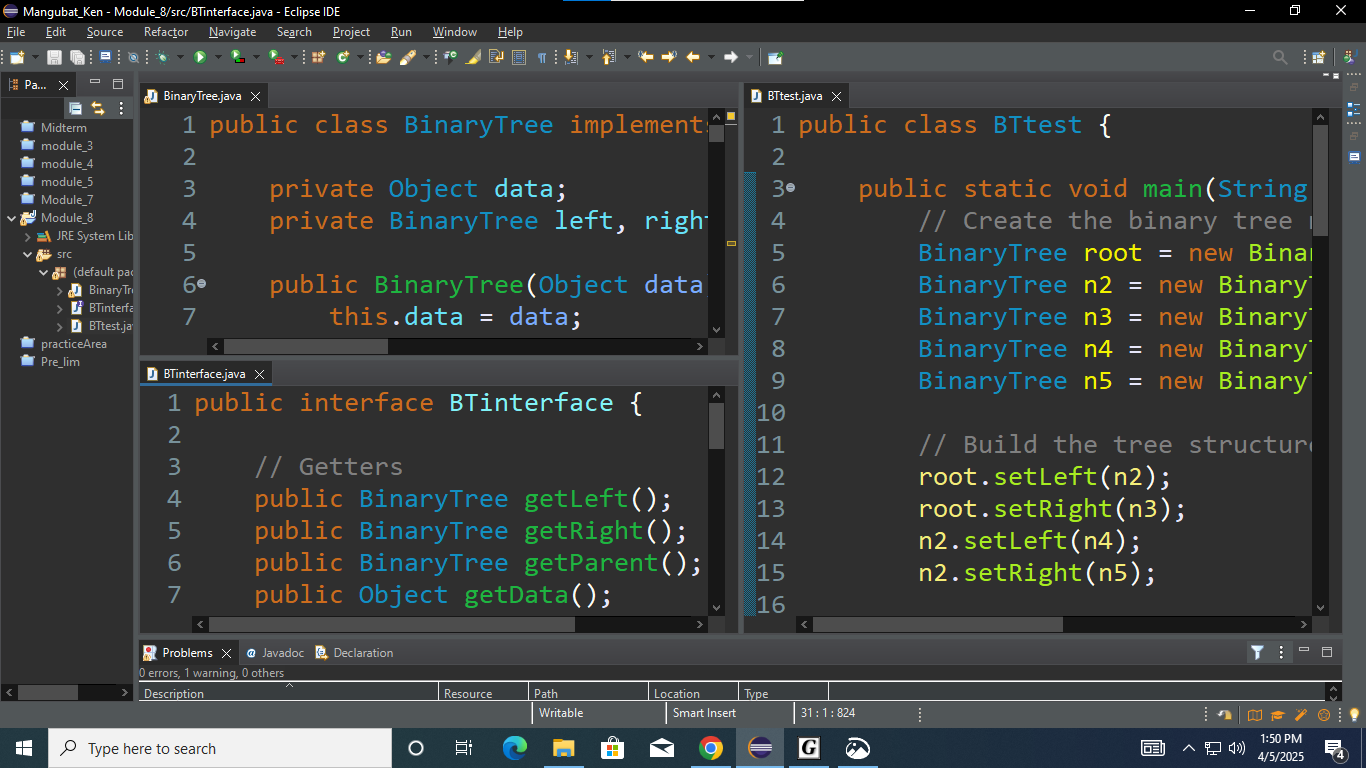 Mangubat_Ken - Module_8/src/BTinterface.java - Eclipse IDE
File Edit Source Refactor Navigate Search Project Run Window Help
Pa...
Midterm
module_3
module_4
module_5
Module_7
Module_8
JRE System Lib
src
(default pac
BinaryTre
BTinterfa
BTtest.jav
practiceArea
Pre_lim
BinaryTree.java
1 public class BinaryTree implements
2
3 private Object data;
4 private BinaryTree left, right
5
6 public BinaryTree(Object data
7 this.data = data;
BTinterface.java
1 public interface BTinterface {
2
3 // Getters
4 public BinaryTree getLeft();
5 public BinaryTree getRight();
6 public BinaryTree getParent();
7 public Object getData();
BTtest.java
1 public class BTtest {
2
3 public static void main(String
4 // Create the binary tree
5 BinaryTree root = new Binar
6 BinaryTree n2 = new BinaryT
7 BinaryTree n3 = new BinaryT
8 BinaryTree n4 = new BinaryT
9 BinaryTree n5 = new BinaryT
10
11 // Build the tree structure
12 root.setLeft(n2);
13 root.setRight(n3);
14 n2.setLeft(n4);
15 n2.setRight(n5);
16
Problems Javadoc Declaration
0 errors, 1 warning, 0 others
Description Resource Path Location Type
Writable Smart Insert 31 : 1 : 824
Type here to search
1:50 PM
4/5/2025
4